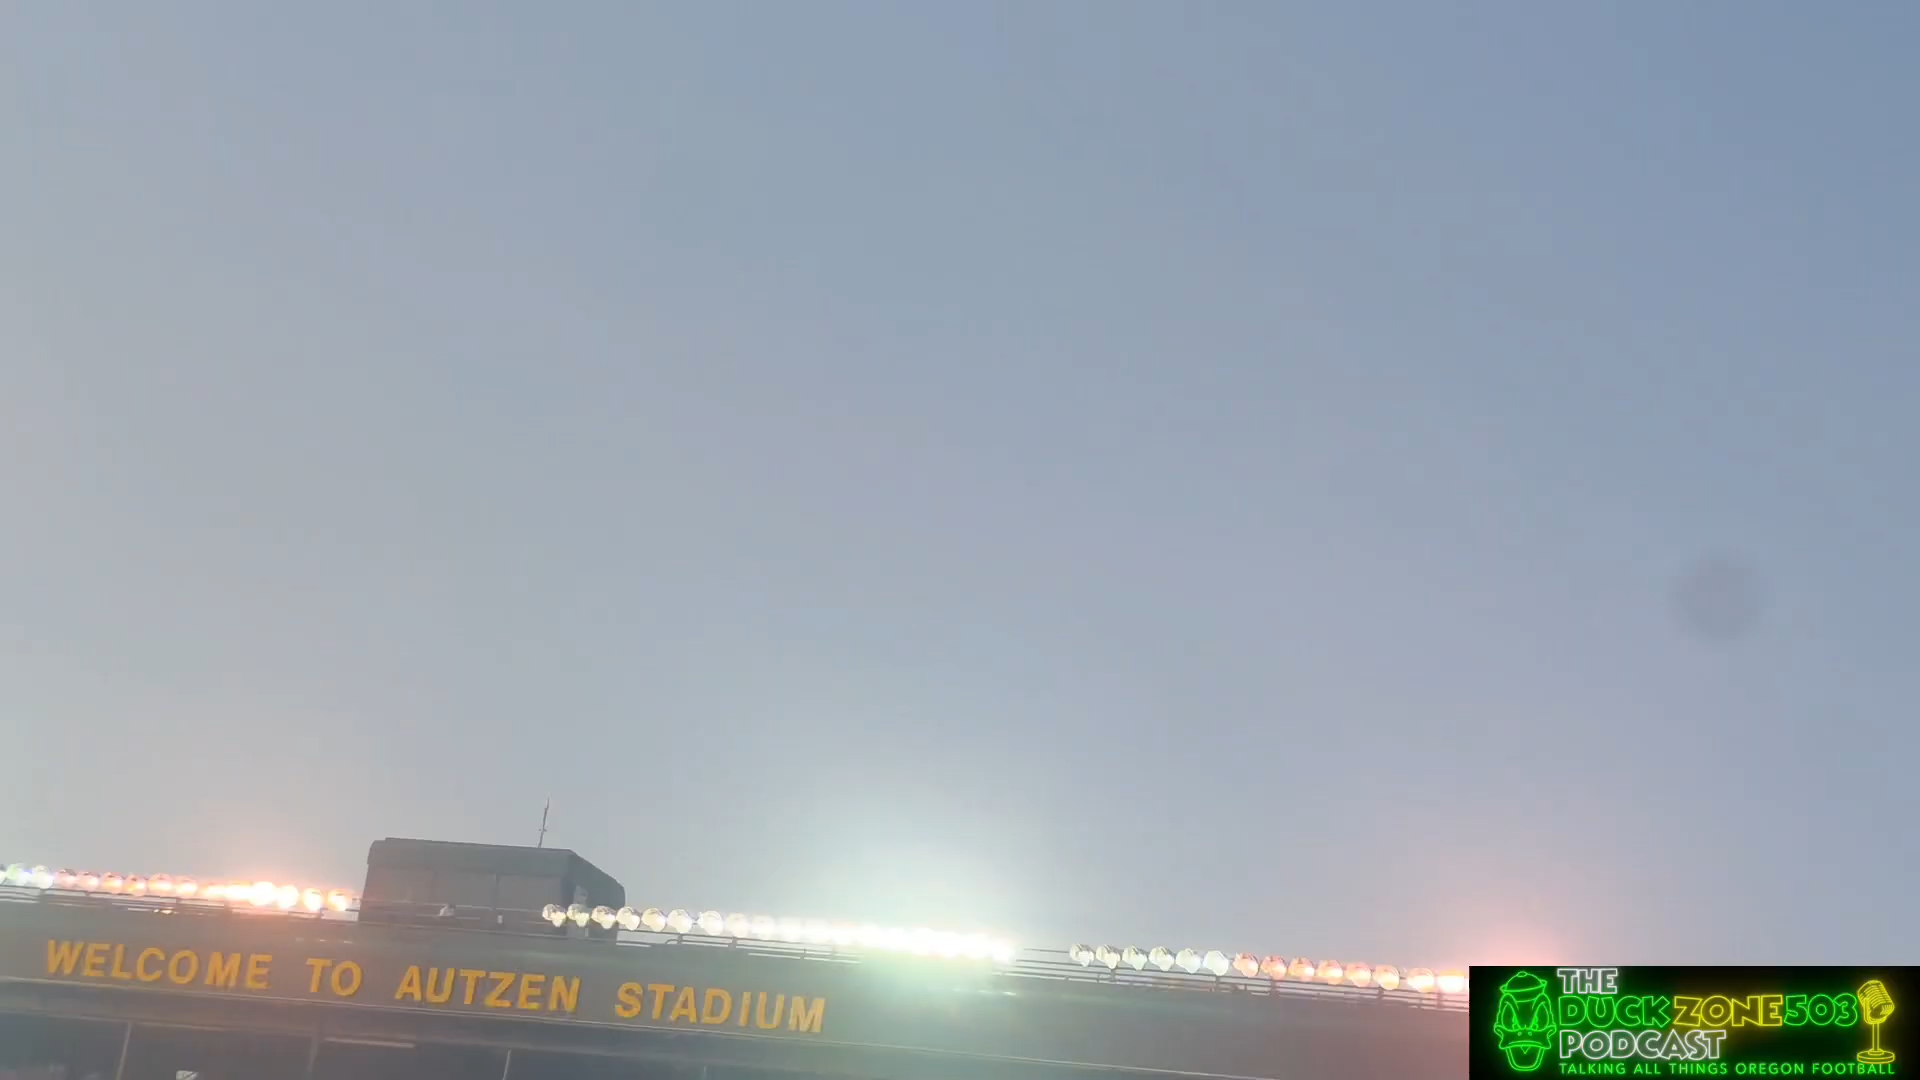 WELCOME TO AUTZEN STADIUM
THE
DUCKZONE503
PODCAST
TALKING ALL THINGS OREGON FOOTBALL